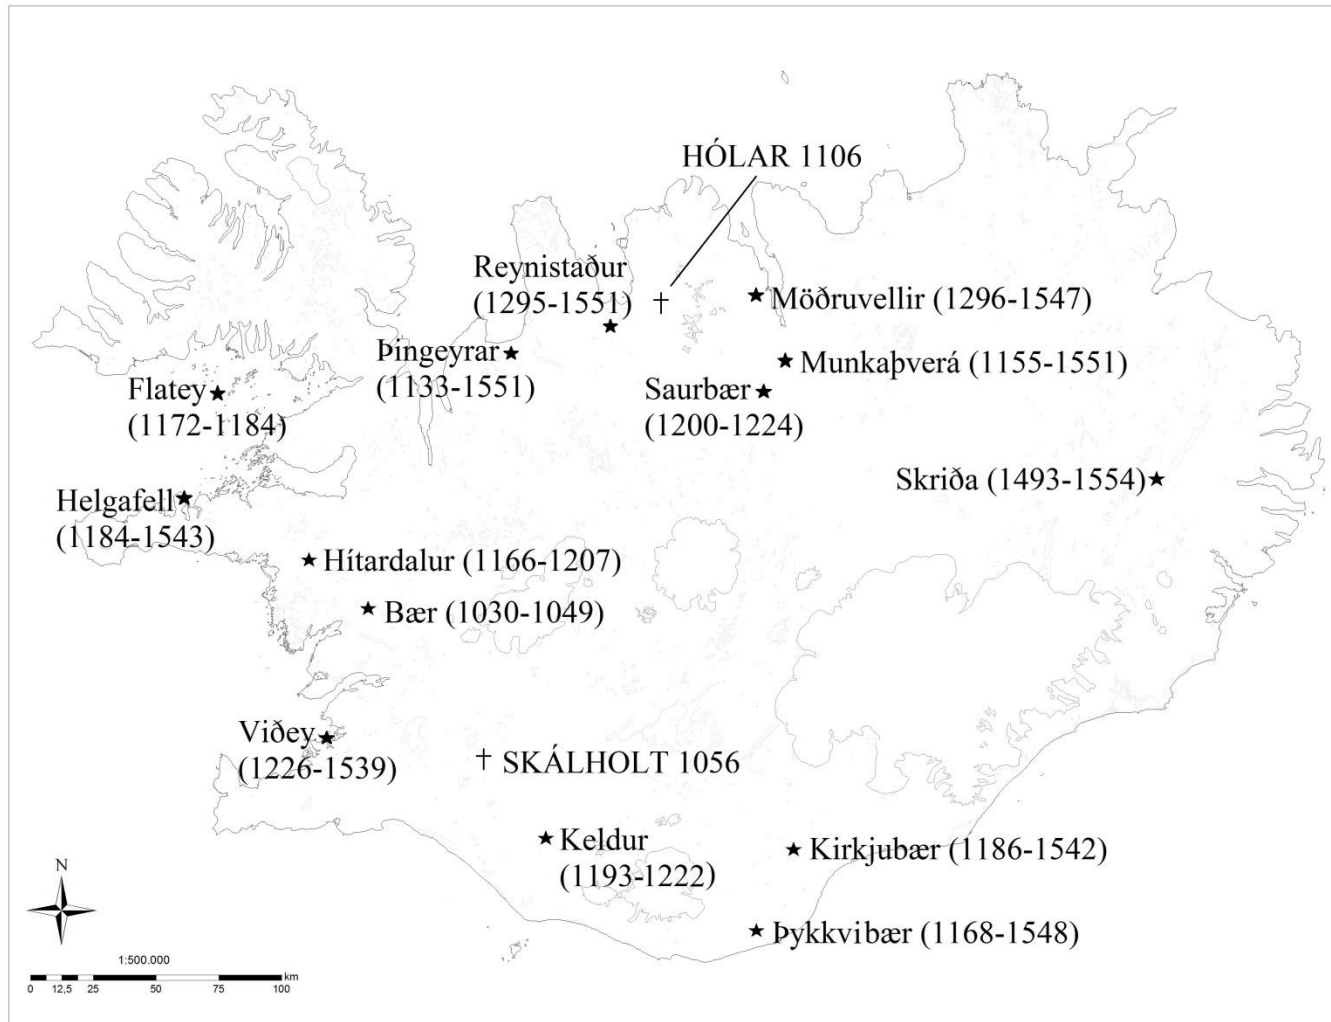 HÓLAR 1106
Reynistaður
(1295-1551)
Möðruvellir (1296-1547)
Þingeyrar
(1133-1551)
Munkaþverá (1155-1551)
Flatey
(1172-1184)
Saurbær
(1200-1224)
Skriða (1493-1554)
Helgafell
(1184-1543)
Hítardalur (1166-1207)
Bær (1030-1049)
Viðey
(1226-1539)
SKÁLHOLT 1056
Keldur
(1193-1222)
Kirkjubær (1186-1542)
Þykkvibær (1168-1548)
N
1:500.000
km
0 12,5 25 50 75 100